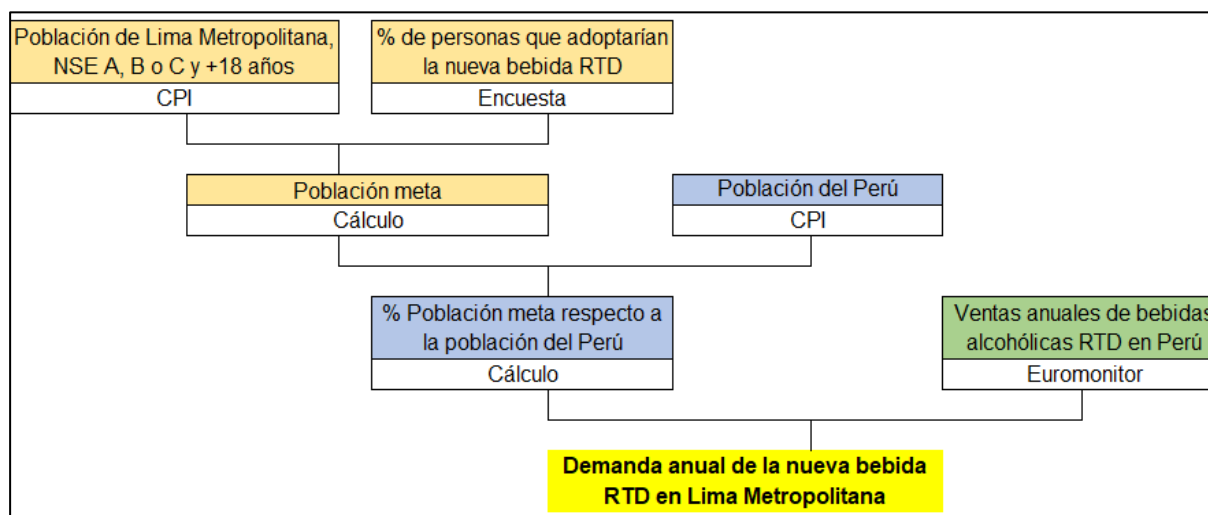 Población de Lima Metropolitana,
NSE A, B o C y +18 años
CPI
% de personas que adoptarían
la nueva bebida RTD
Encuesta
Población meta
Cálculo
Población del Perú
CPI
% Población meta respecto a
la población del Perú
Cálculo
Ventas anuales de bebidas
alcohólicas RTD en Perú
Euromonitor
Demanda anual de la nueva bebida
RTD en Lima Metropolitana